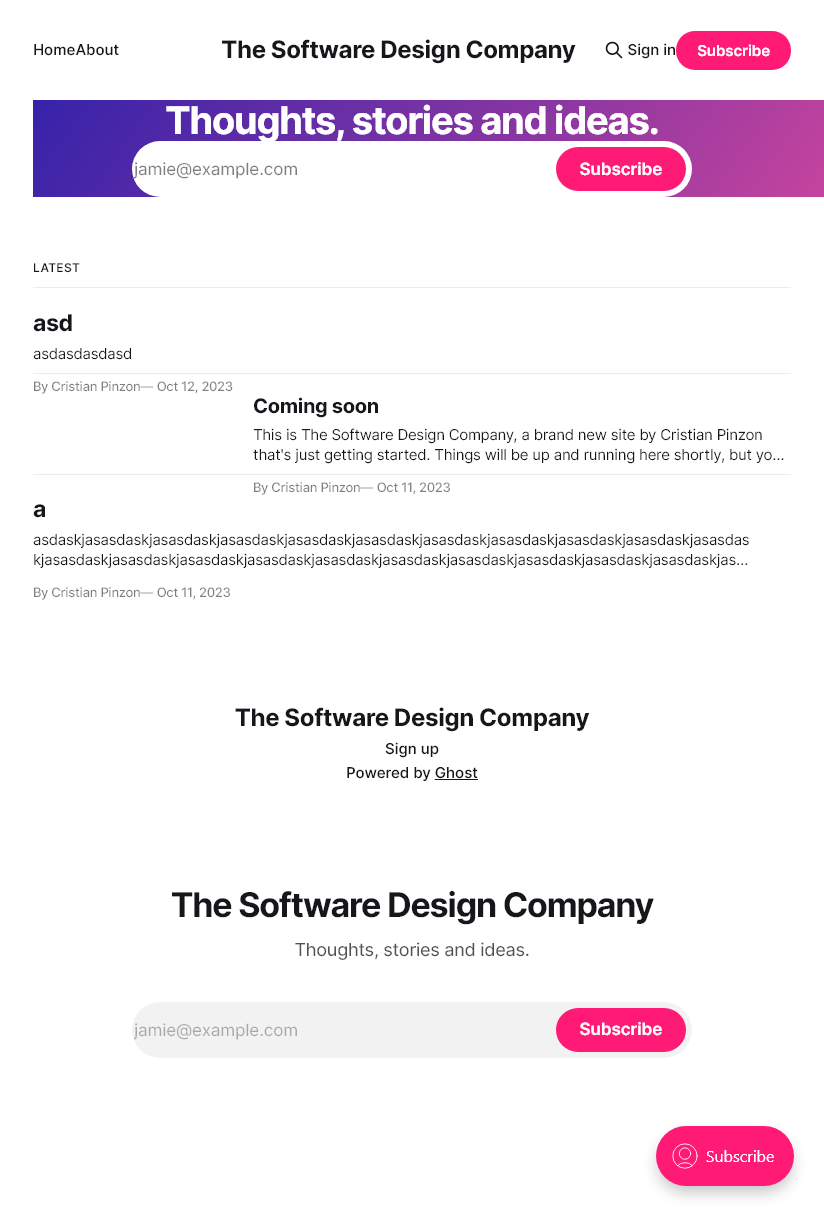 HomeAbout The Software Design Company Sign in Subscribe
Thoughts, stories and ideas.
jamie@example.com Subscribe
LATEST
asd
asdasdasdasd
By Cristian Pinzon— Oct 12, 2023
Coming soon
This is The Software Design Company, a brand new site by Cristian Pinzon
that's just getting started. Things will be up and running here shortly, but yo…
By Cristian Pinzon— Oct 11, 2023
a
asdaskjasasdaskjasasdaskjasasdaskjasasdaskjasasdaskjasasdaskjasasdaskjasasdaskjasasdaskjasasdas
kjasasdaskjasasdaskjasasdaskjasasdaskjasasdaskjasasdaskjasasdaskjasasdaskjasasdaskjasasdaskjas…
By Cristian Pinzon— Oct 11, 2023
The Software Design Company
Sign up
Powered by Ghost
The Software Design Company
Thoughts, stories and ideas.
jamie@example.com Subscribe
Subscribe